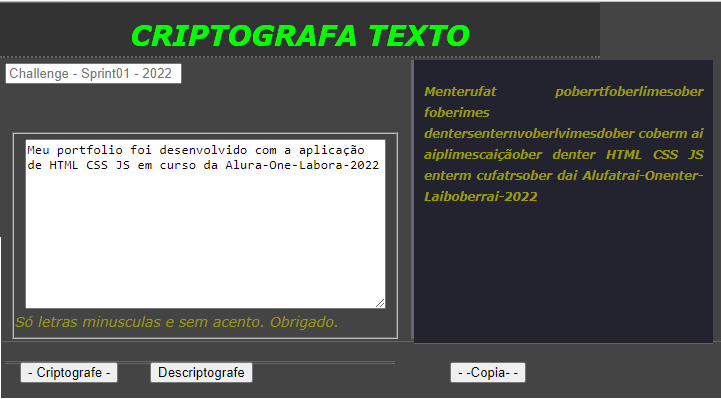 CRIPTOGRAFA TEXTO
Challenge - Sprint01 - 2022
Meu portfolio foi desenvolvido com a aplicação
de HTML CSS JS em curso da Alura-One-Labora-2022
Só letras minusculas e sem acento. Obrigado.
Menterufat poberrtfoberlimesober
foberimes
dentersenternvoberlvimesdober coberm ai
aiplimescaiçãober denter HTML CSS JS
enterm cufatrsober dai Alufatrai-Onenter-
Laiboberrai-2022
- Criptografe -
Descriptografe
- -Copia- -